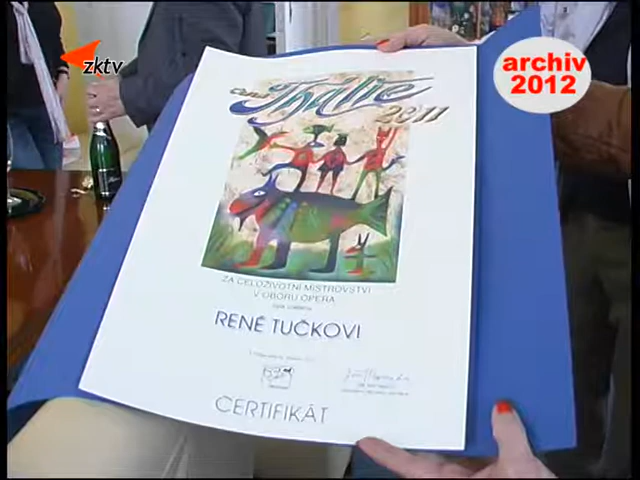 zktv
archiv
2012
Cena
Thálie
2011
ZA CELOŽIVOTNÍ MISTROVSTVÍ
V OBORU OPERA
RENÉ TUČKOVI
CERTIFIKÁT